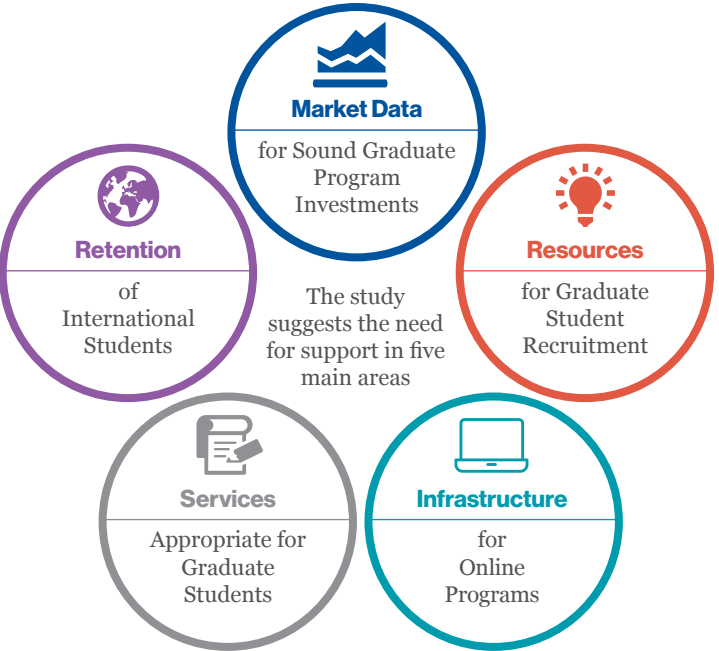 Market Data
for Sound Graduate
Program
Investments
Retention
of
International
Students
Resources
for Graduate
Student
Recruitment
The study
suggests the need
for support in five
main areas
Services
Appropriate for
Graduate
Students
Infrastructure
for
Online
Programs